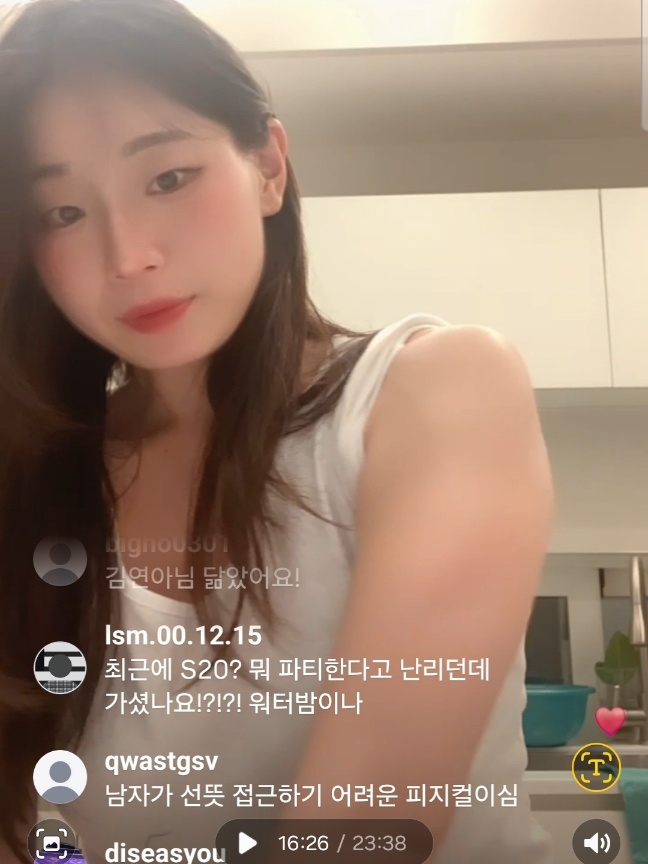 bigho0301
김연아님 닮았어요!
lsm.00.12.15
최근에 S20? 뭐 파티한다고 난리던데
가셨나요!?!?! 워터밤이나
qwastgsv
남자가 선뜻 접근하기 어려운 피지컬이심
diseasyou
16:26 / 23:38
T